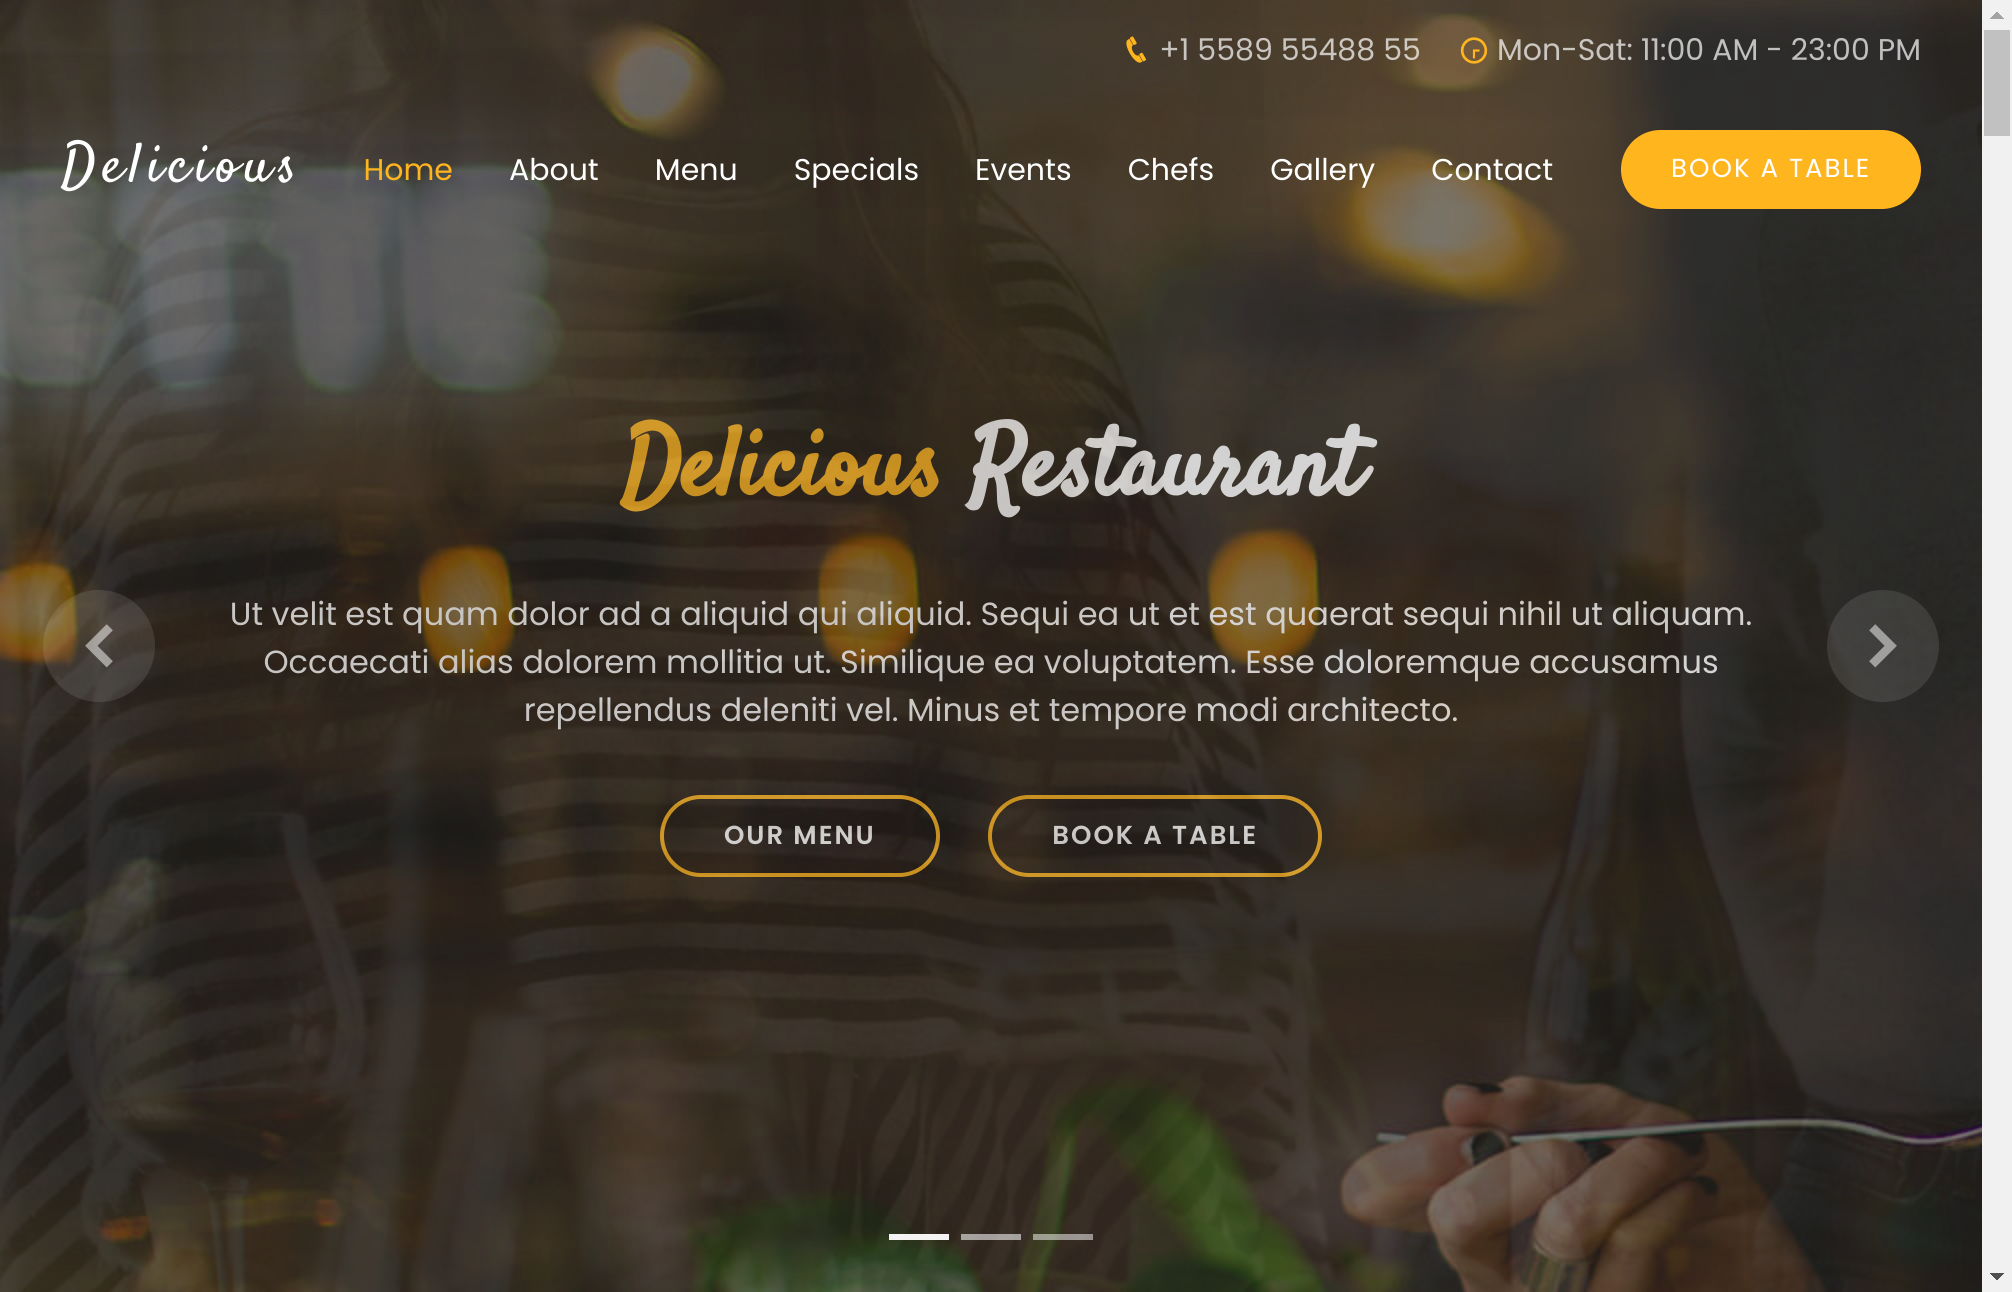 +1 5589 55488 55 Mon-Sat: 11:00 AM - 23:00 PM
Delicious Home About Menu Specials Events Chefs Gallery Contact BOOK A TABLE
Delicious Restaurant
Ut velit est quam dolor ad a aliquid qui aliquid. Sequi ea ut et est quaerat sequi nihil ut aliquam.
Occaecati alias dolorem mollitia ut. Similique ea voluptatem. Esse doloremque accusamus
repellendus deleniti vel. Minus et tempore modi architecto.
OUR MENU BOOK A TABLE